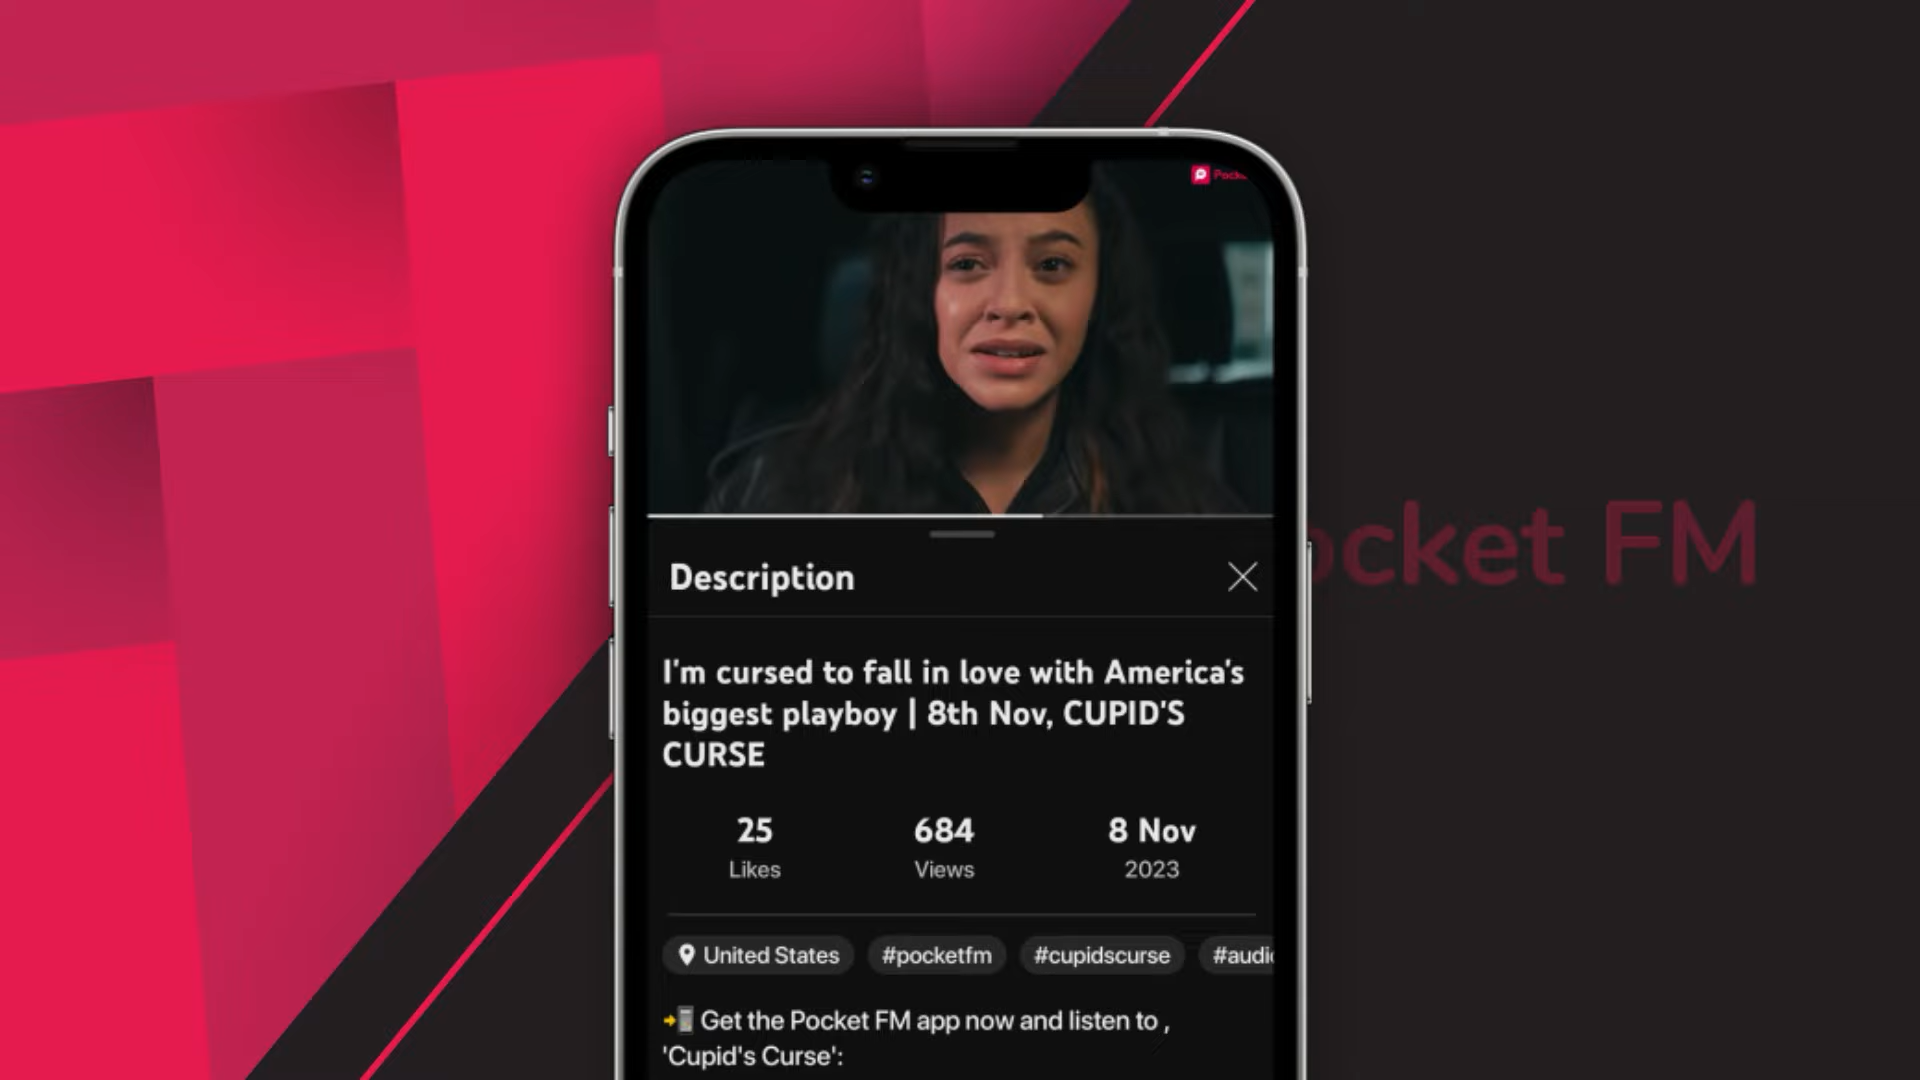 Description
I'm cursed to fall in love with America's
biggest playboy | 8th Nov, CUPID'S
CURSE
25
Likes
684
Views
8 Nov
2023
United States
#pocketfm
#cupidscurse
Get the Pocket FM app now and listen to ,
'Cupid's Curse':
ocket FM